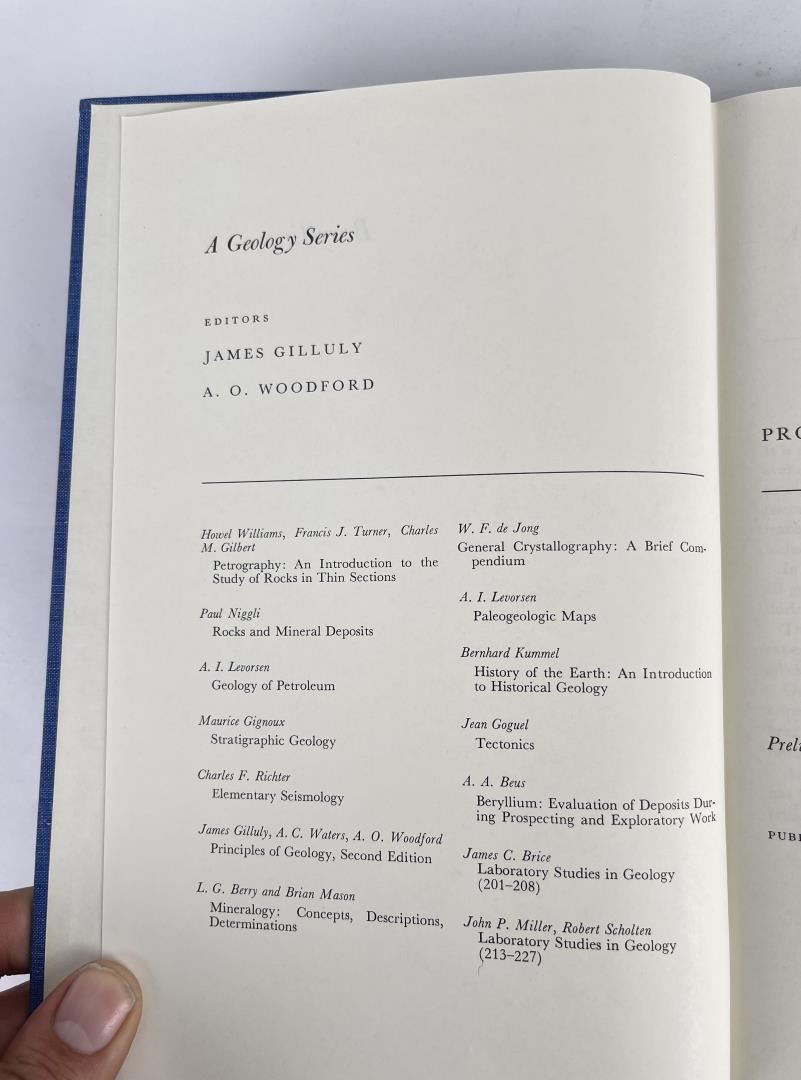 A Geology Series
EDITORS
JAMES GILLULY
A. O. WOODFORD
Howel Williams, Francis J. Turner, Charles
M. Gilbert
Petrography: An Introduction to the
Study of Rocks in Thin Sections
Paul Niggli
Rocks and Mineral Deposits
A. I. Levorsen
Geology of Petroleum
Maurice Gignoux
Stratigraphic Geology
Charles F. Richter
Elementary Seismology
James Gilluly, A. C. Waters, A. O. Woodford
Principles of Geology, Second Edition
L. G. Berry and Brian Mason
Mineralogy: Concepts, Descriptions,
Determinations
W. F. de Jong
General Crystallography: A Brief Com-
pendium
A. I. Levorsen
Paleogeologic Maps
Bernhard Kummel
History of the Earth: An Introduction
to Historical Geology
Jean Goguel
Tectonics
A. A. Beus
Beryllium: Evaluation of Deposits Dur-
ing Prospecting and Exploratory Work
James C. Brice
Laboratory Studies in Geology
(201–208)
John P. Miller, Robert Scholten
Laboratory Studies in Geology
(213–227)